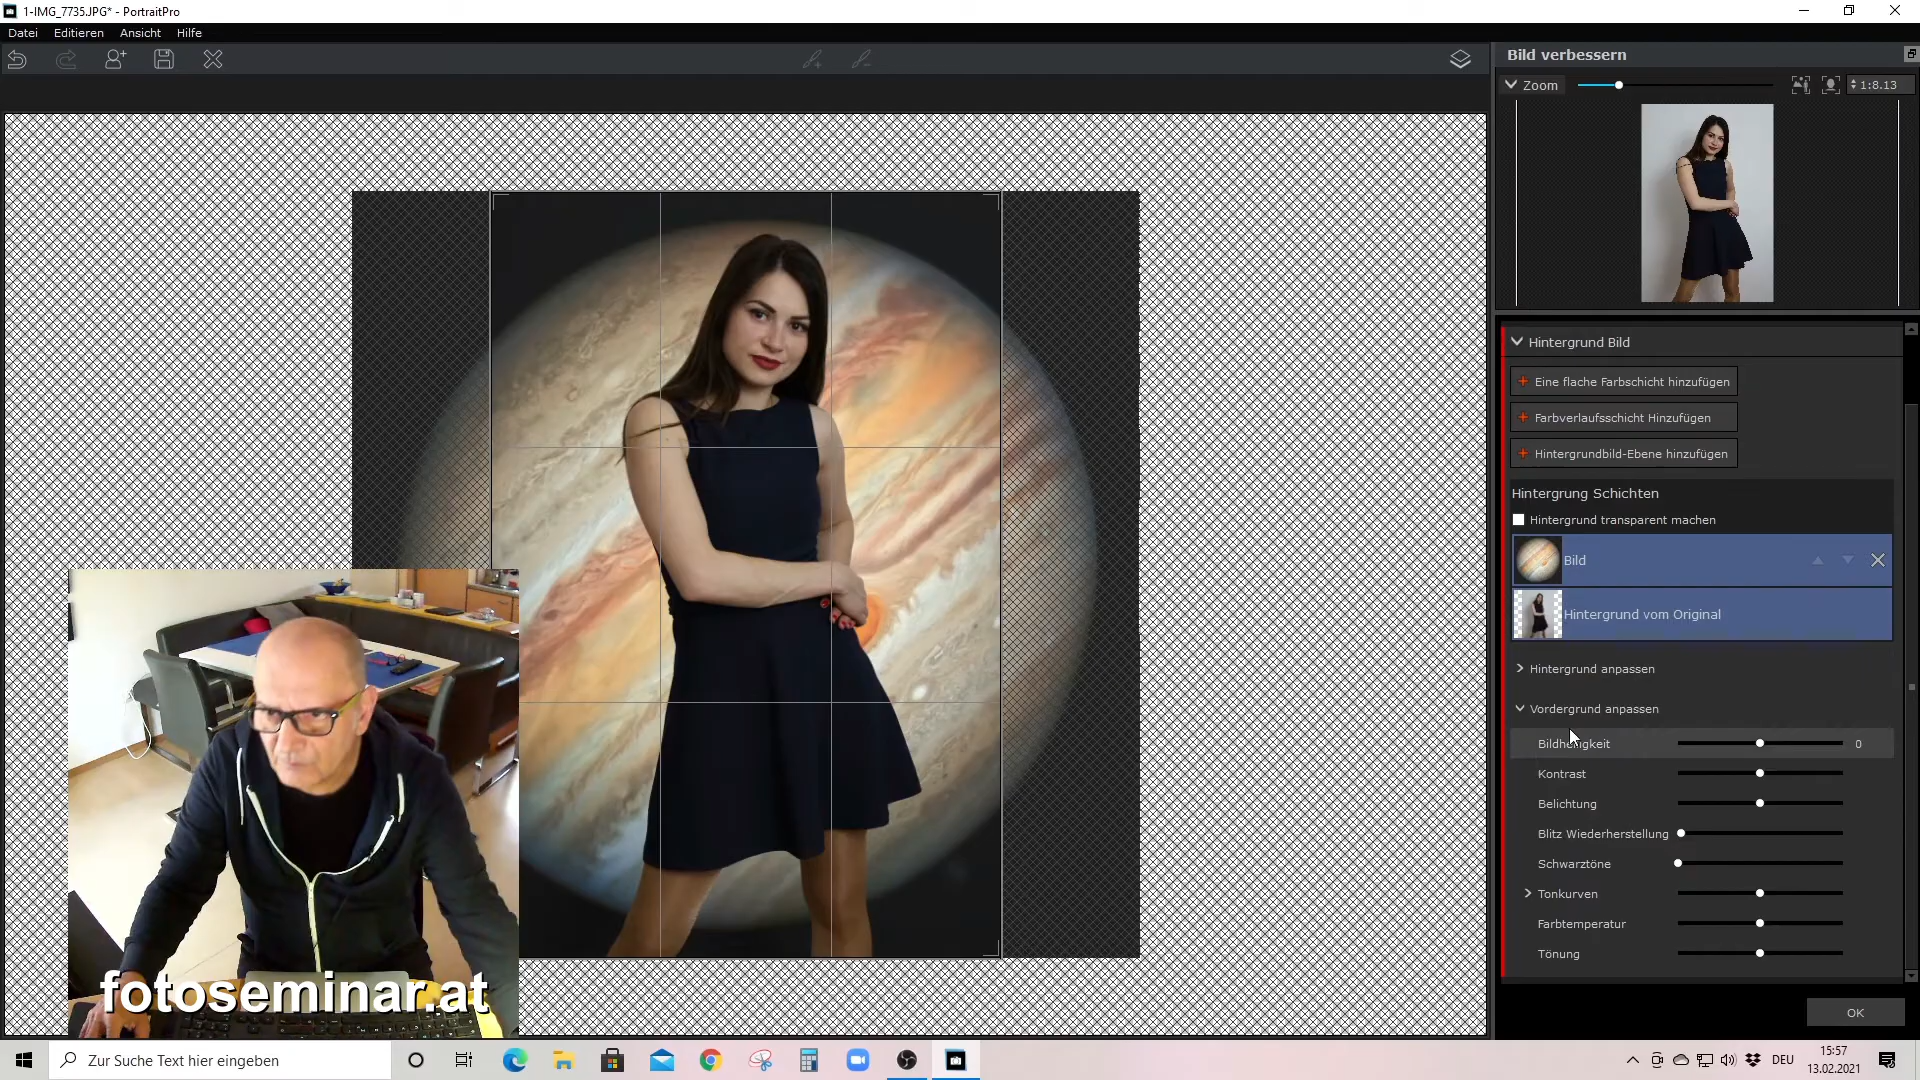 1-IMG_7735.JPG* - PortraitPro
Datei Editieren Ansicht Hilfe
Bild verbessern
Zoom
1:8.13
Hintergrund Bild
Eine flache Farbschicht hinzufügen
Farbverlaufsschicht Hinzufügen
Hintergrundbild-Ebene hinzufügen
Hintergrung Schichten
Hintergrund transparent machen
Bild
Hintergrund vom Original
Hintergrund anpassen
Vordergrund anpassen
Bildhelligkeit 0
Kontrast
Belichtung
Blitz Wiederherstellung
Schwarztöne
Tonkurven
Farbtemperatur
Tönung
OK
fotoseminar.at
Zur Suche Text hier eingeben
DEU
15:57
13.02.2021